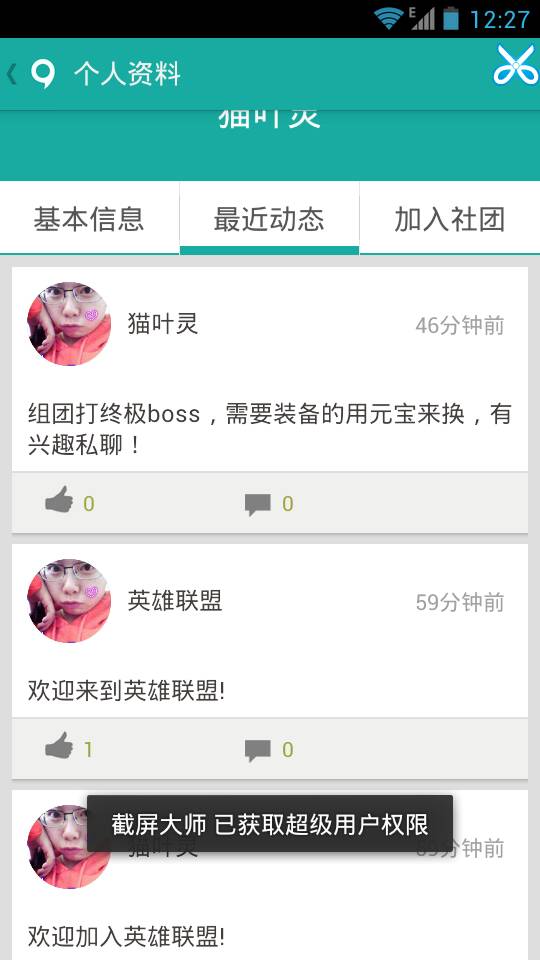 E
12:27
个人资料
猫叶灵
基本信息
最近动态
加入社团
猫叶灵
46分钟前
组团打终极boss，需要装备的用元宝来换，有
兴趣私聊！
0
0
英雄联盟
59分钟前
欢迎来到英雄联盟!
1
0
截屏大师 已获取超级用户权限
猫叶灵
分钟前
欢迎加入英雄联盟!